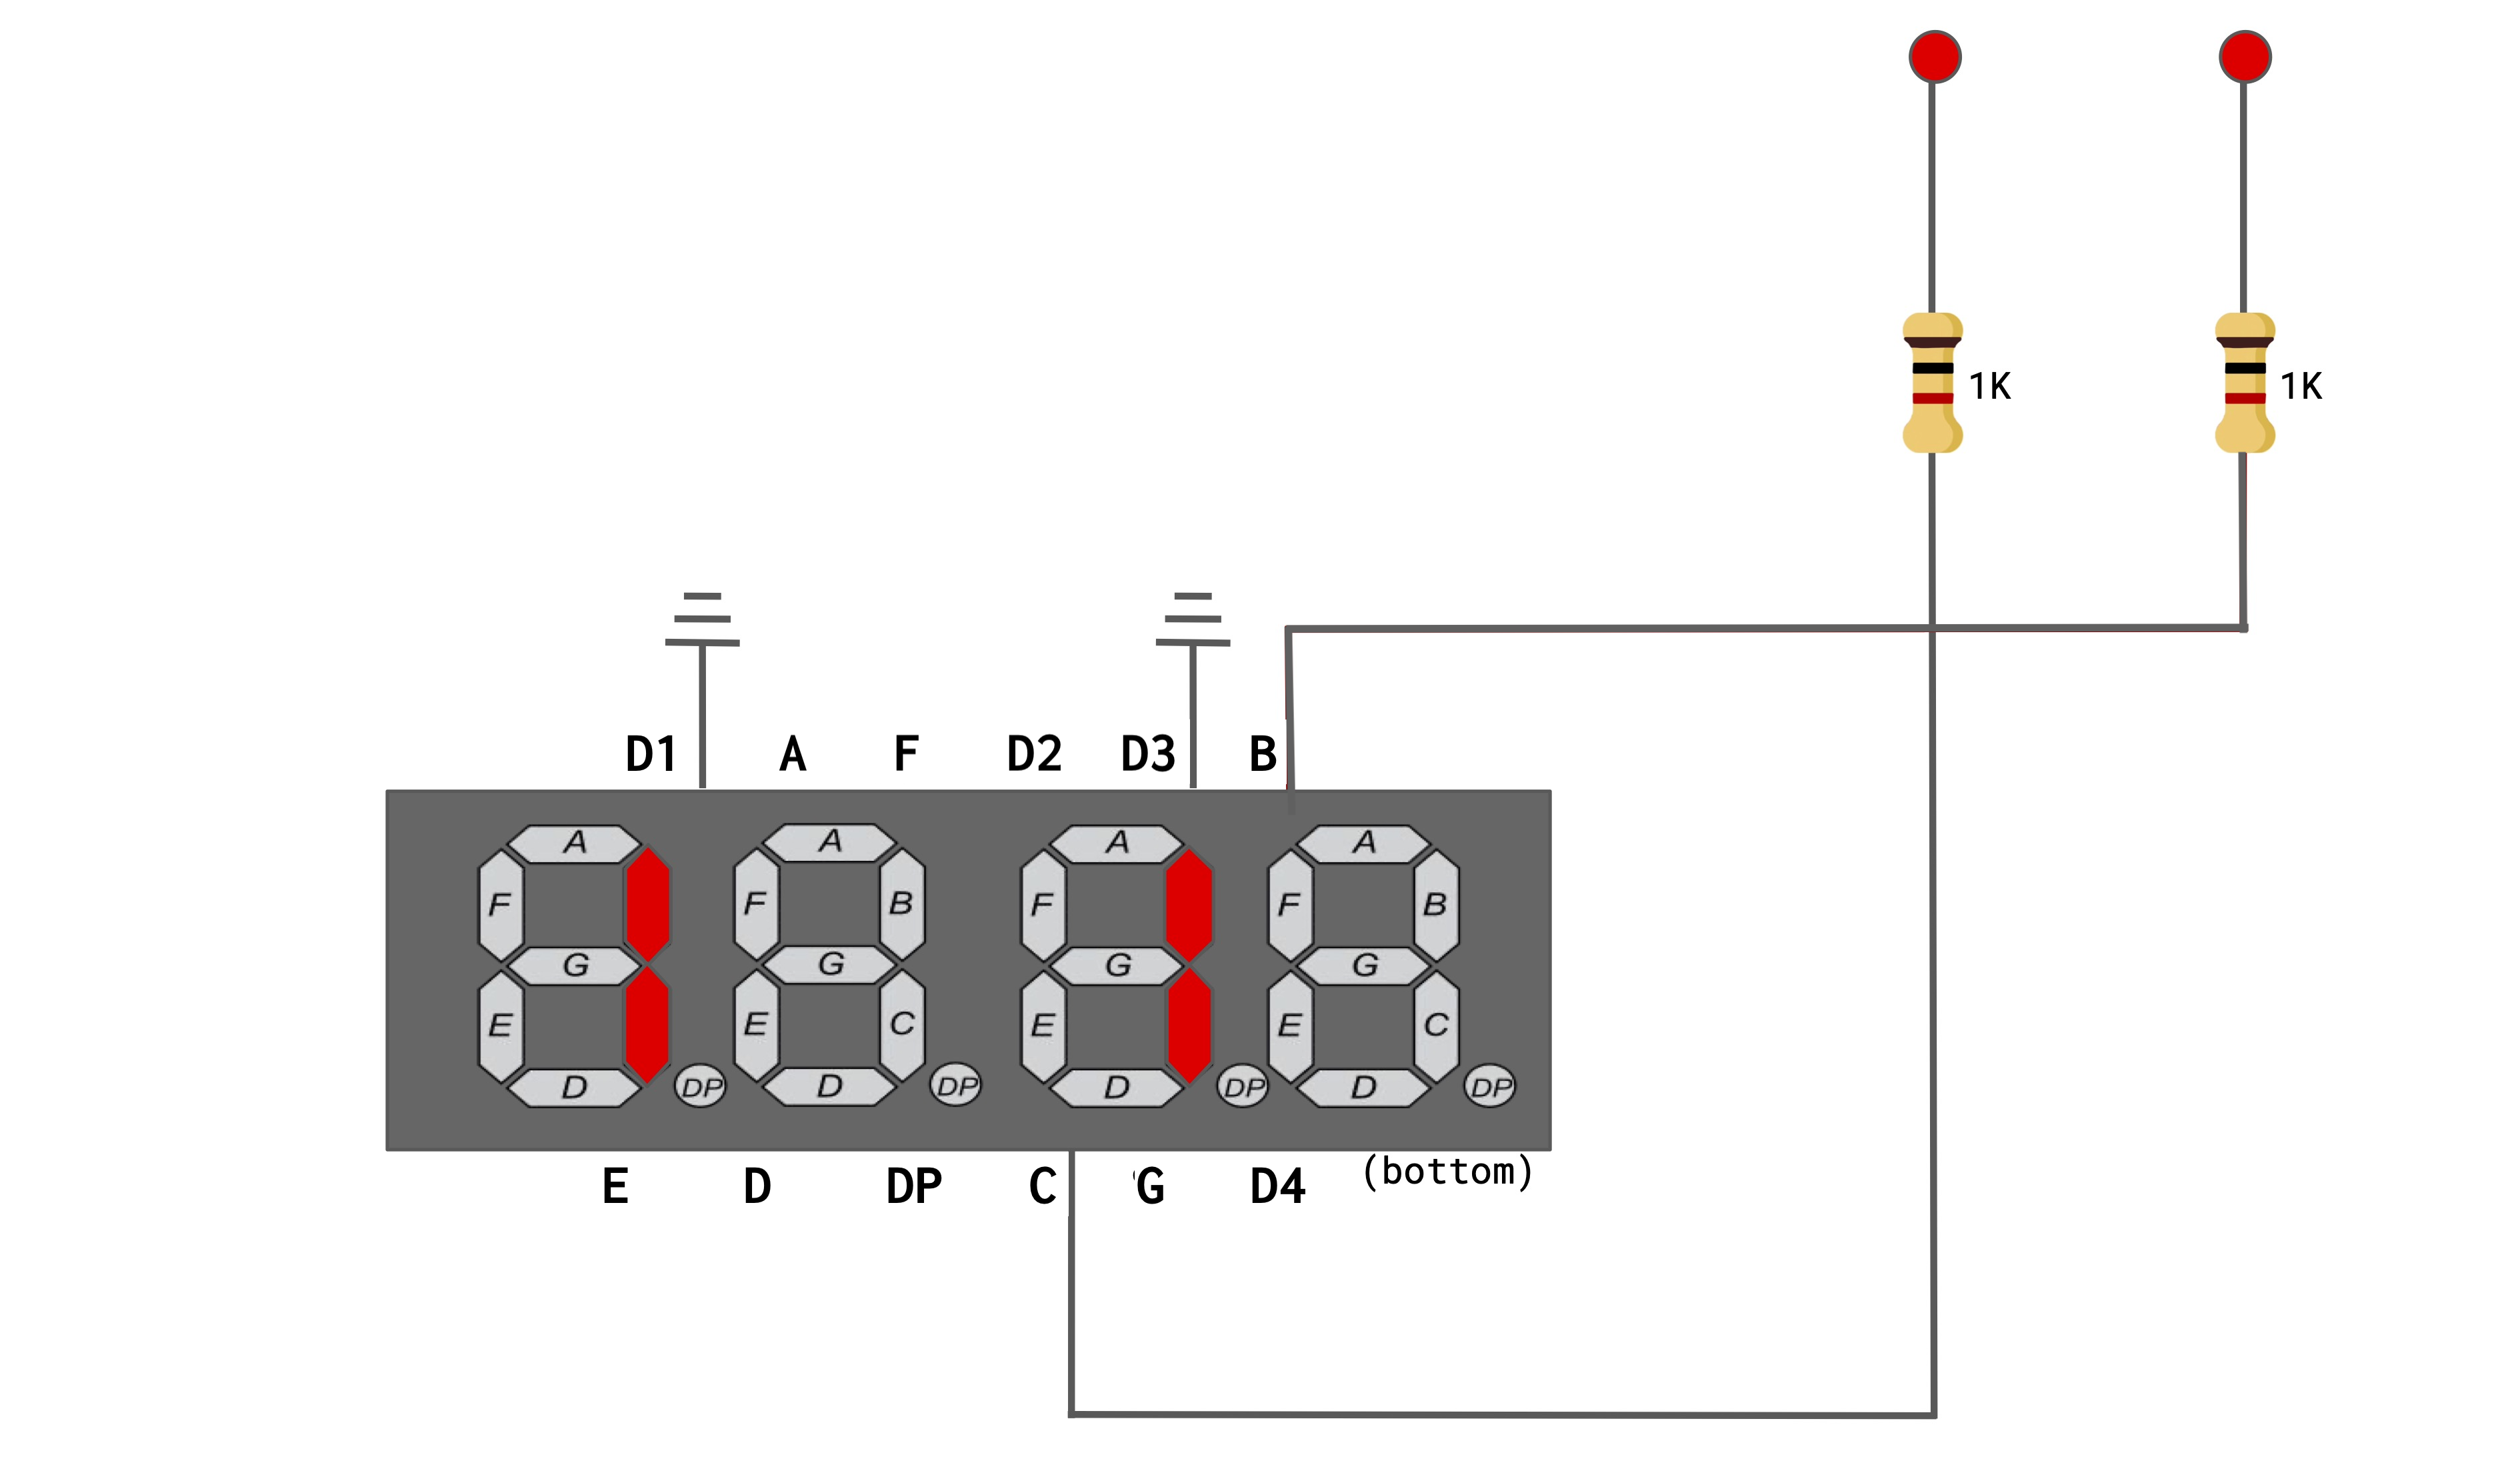 1K 1K
D1 A F D2 D3 B
A A A A
F F B F F B
G G G G
E E C E E C
D DP D DP D DP D DP
E D DP C G D4 (bottom)